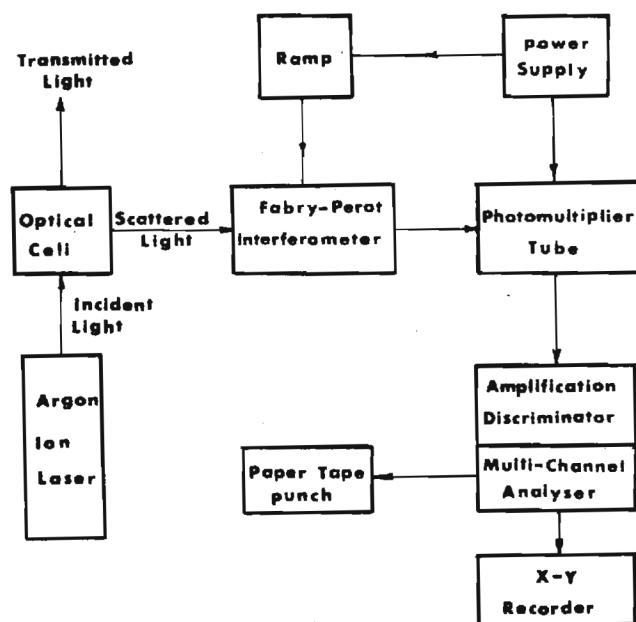 Transmitted
Light
Ramp
power
Supply
Optical
Cell
Scattered
Light
Fabry-Perot
Interferometer
Photomultiplier
Tube
Incident
Light
Argon
Ion
Laser
Amplification
Discriminator
Paper Tape
punch
Multi-Channel
Analyser
X-Y
Recorder